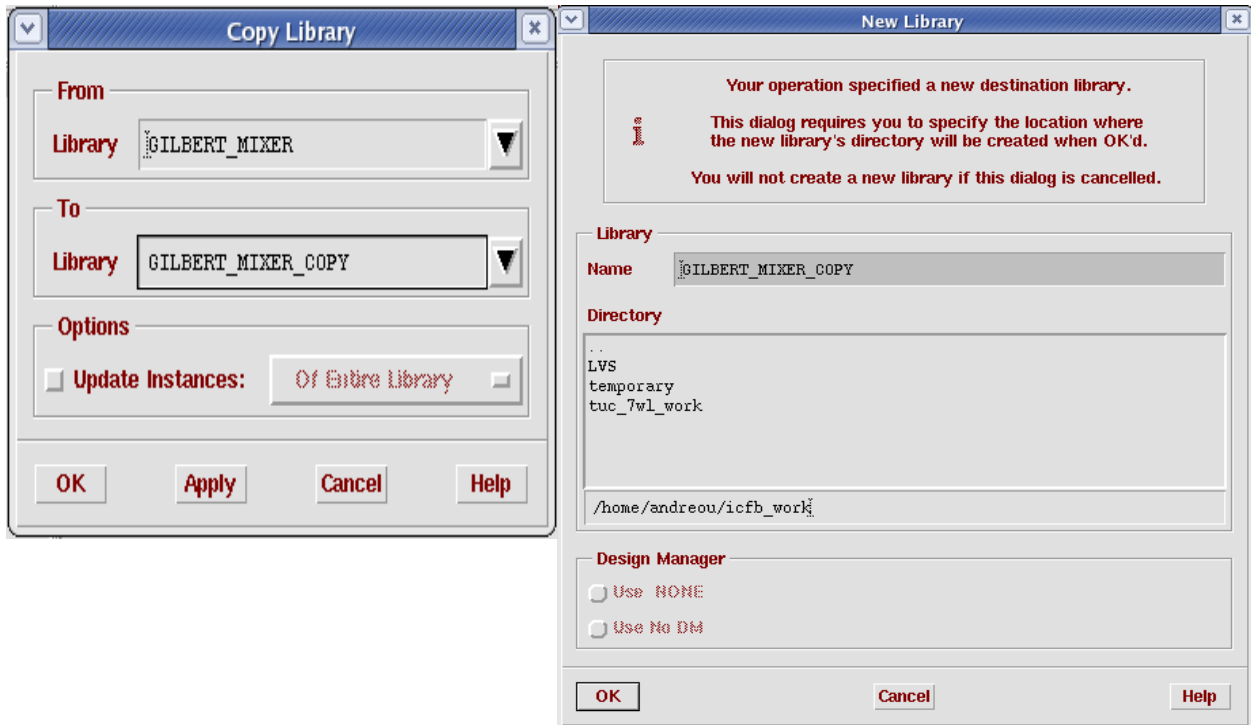 Copy Library
From
Library GILBERT_MIXER
To
Library GILBERT_MIXER_COPY
Options
Update Instances: Of Entire Library
OK Apply Cancel Help
New Library
Your operation specified a new destination library.
This dialog requires you to specify the location where
the new library's directory will be created when OK'd.
You will not create a new library if this dialog is cancelled.
Library
Name GILBERT_MIXER_COPY
Directory
..
LVS
temporary
tuc_7wl_work
/home/andreou/icfb_work
Design Manager
Use NONE
Use No DM
OK Cancel Help